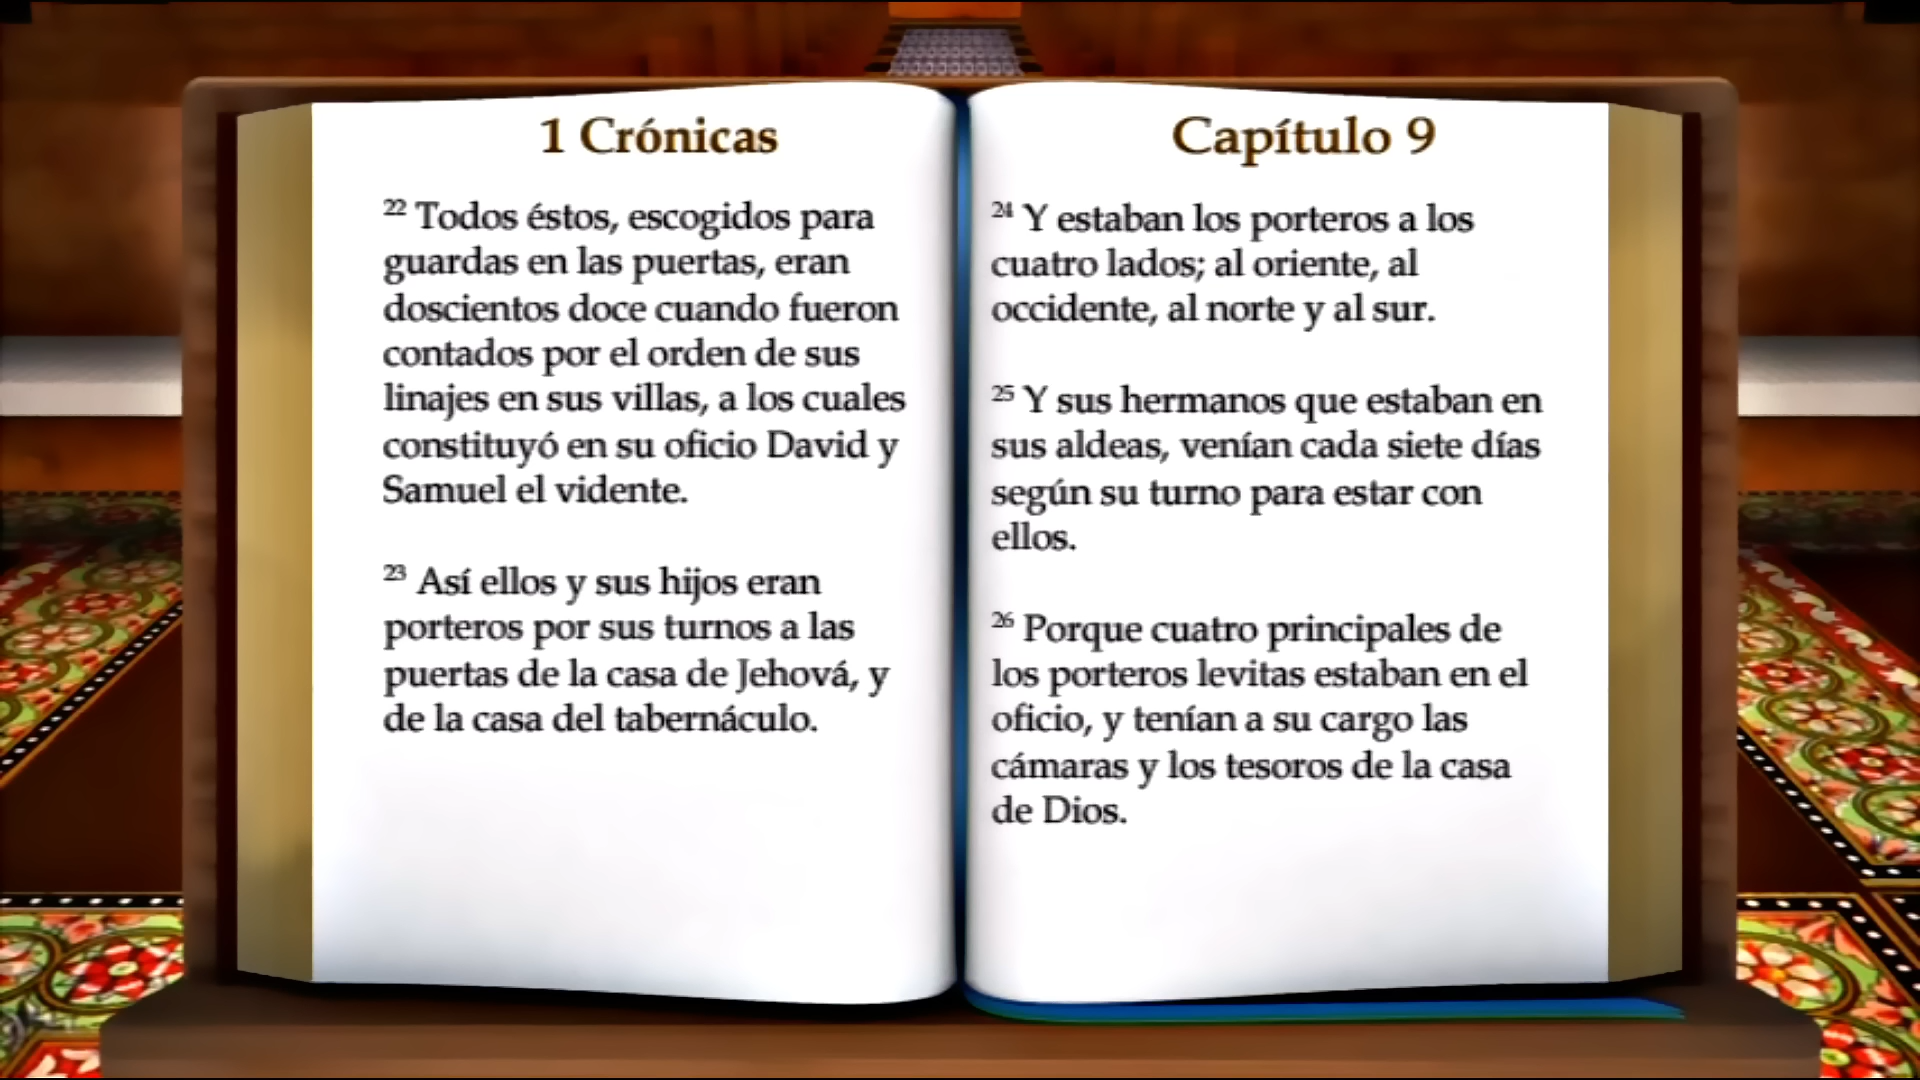 1 Crónicas
22 Todos éstos, escogidos para
guardas en las puertas, eran
doscientos doce cuando fueron
contados por el orden de sus
linajes en sus villas, a los cuales
constituyó en su oficio David y
Samuel el vidente.
23 Así ellos y sus hijos eran
porteros por sus turnos a las
puertas de la casa de Jehová, y
de la casa del tabernáculo.
Capítulo 9
24 Y estaban los porteros a los
cuatro lados; al oriente, al
occidente, al norte y al sur.
25 Y sus hermanos que estaban en
sus aldeas, venían cada siete días
según su turno para estar con
ellos.
26 Porque cuatro principales de
los porteros levitas estaban en el
oficio, y tenían a su cargo las
cámaras y los tesoros de la casa
de Dios.